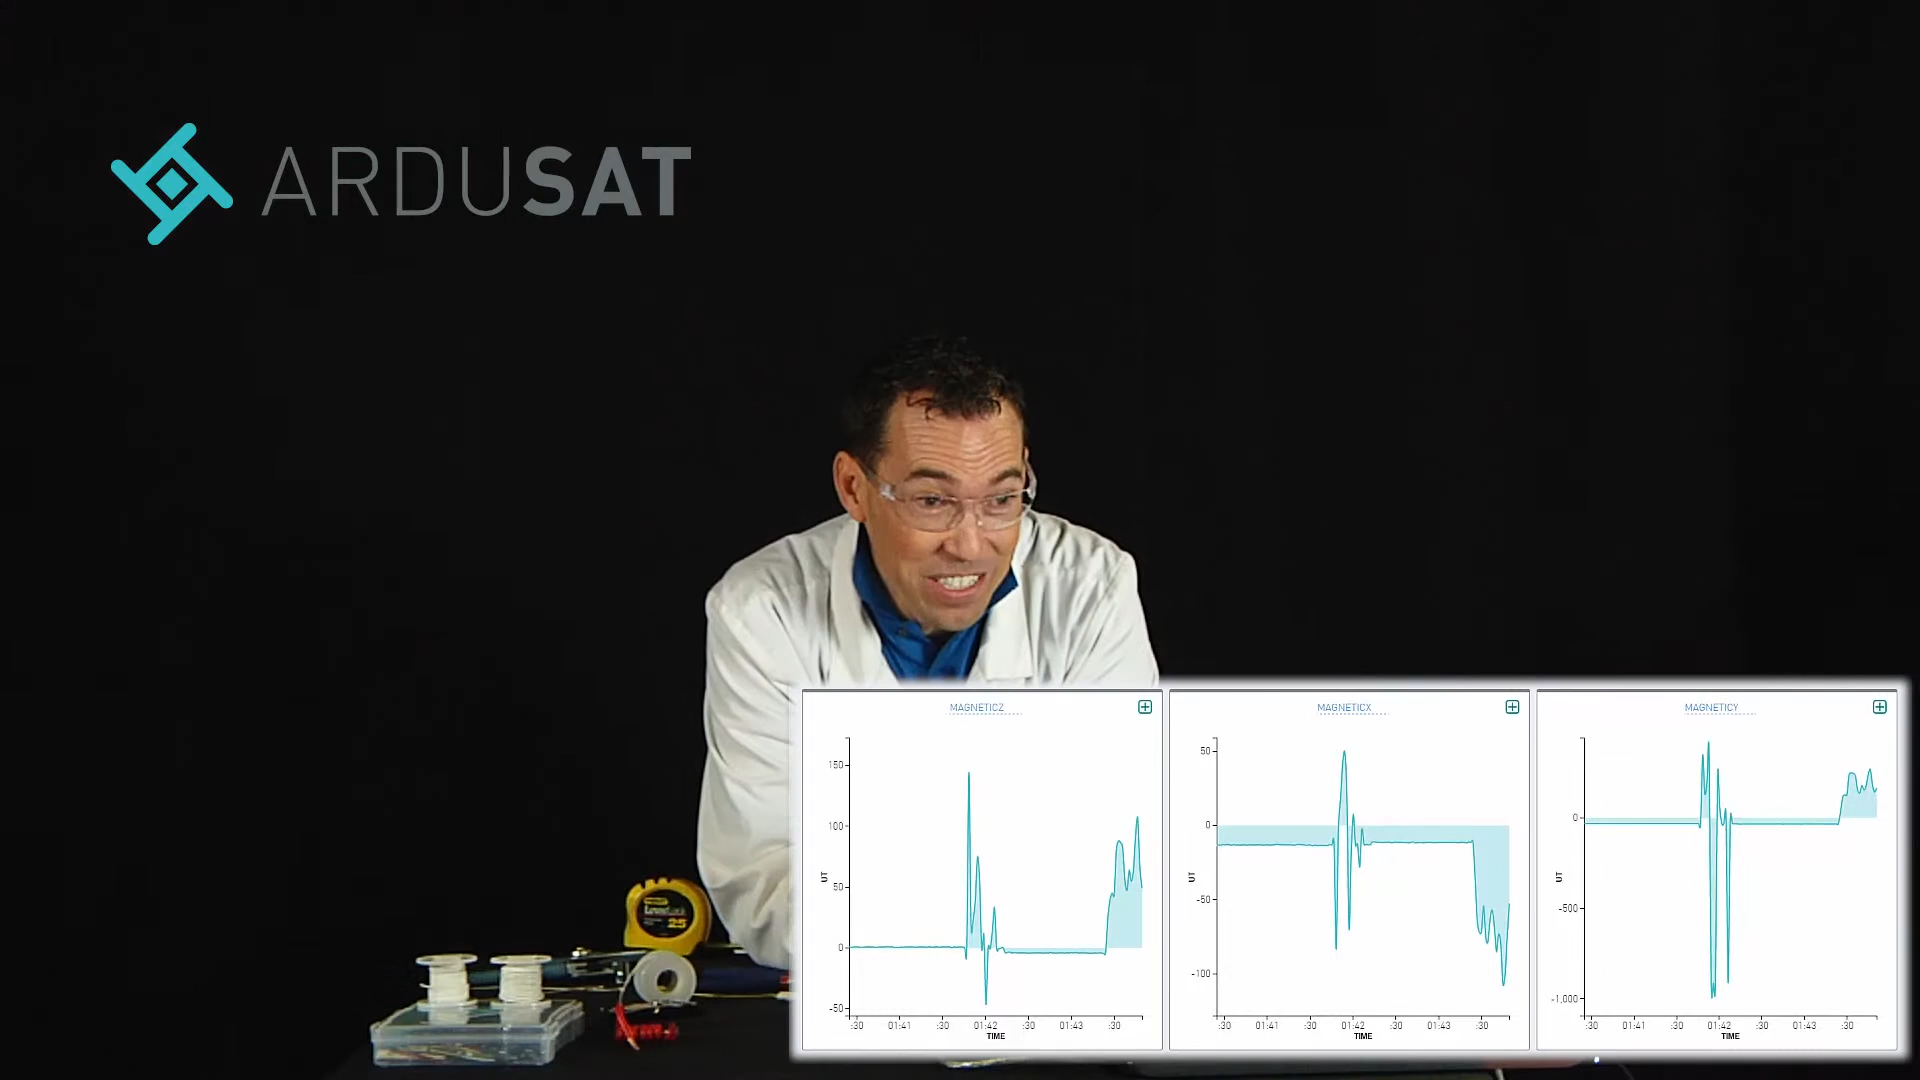 ARDUSAT
MAGNETICZ
150
100
50
0
-50
UT
:30 01:41 :30 01:42 :30 01:43 :30
TIME
MAGNETICX
50
0
-50
-100
UT
:30 01:41 :30 01:42 :30 01:43 :30
TIME
MAGNETICY
0
-500
-1,000
UT
:30 01:41 :30 01:42 :30 01:43 :30
TIME
25